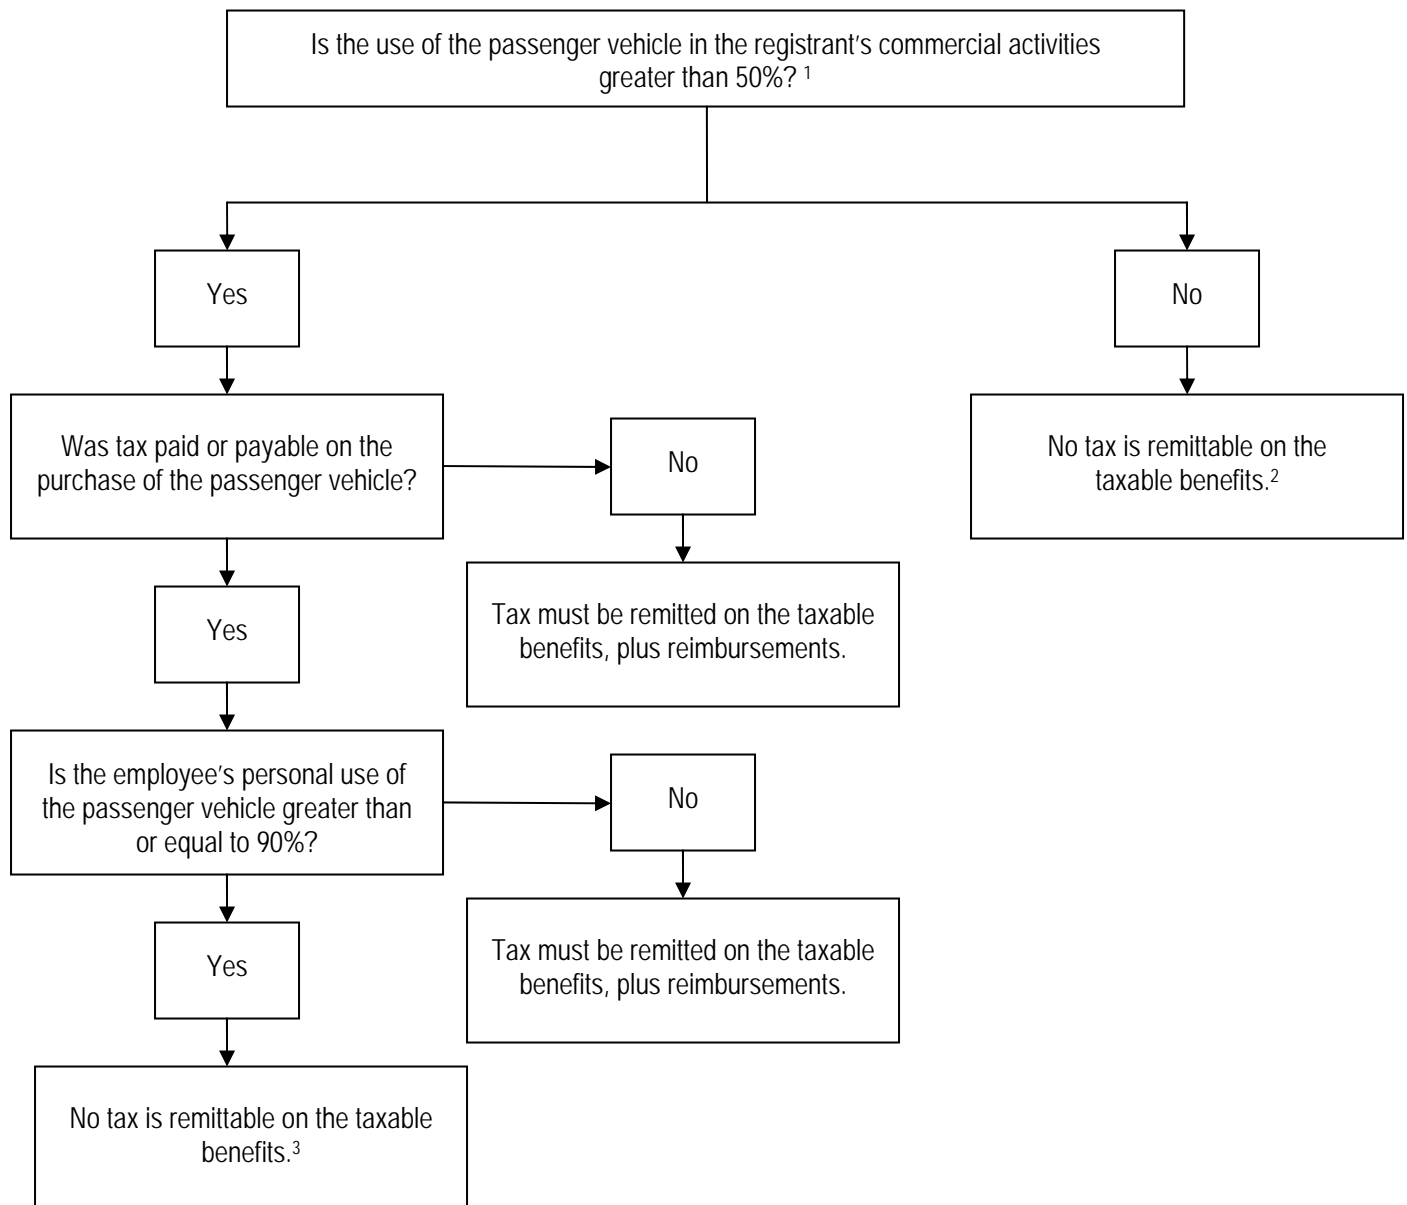 Is the use of the passenger vehicle in the registrant's commercial activities
greater than 50%? 1
Yes
No
Was tax paid or payable on the
purchase of the passenger vehicle?
No
No tax is remittable on the
taxable benefits.2
Yes
Tax must be remitted on the taxable
benefits, plus reimbursements.
Is the employee's personal use of
the passenger vehicle greater than
or equal to 90%?
No
Yes
Tax must be remitted on the taxable
benefits, plus reimbursements.
No tax is remittable on the taxable
benefits.3